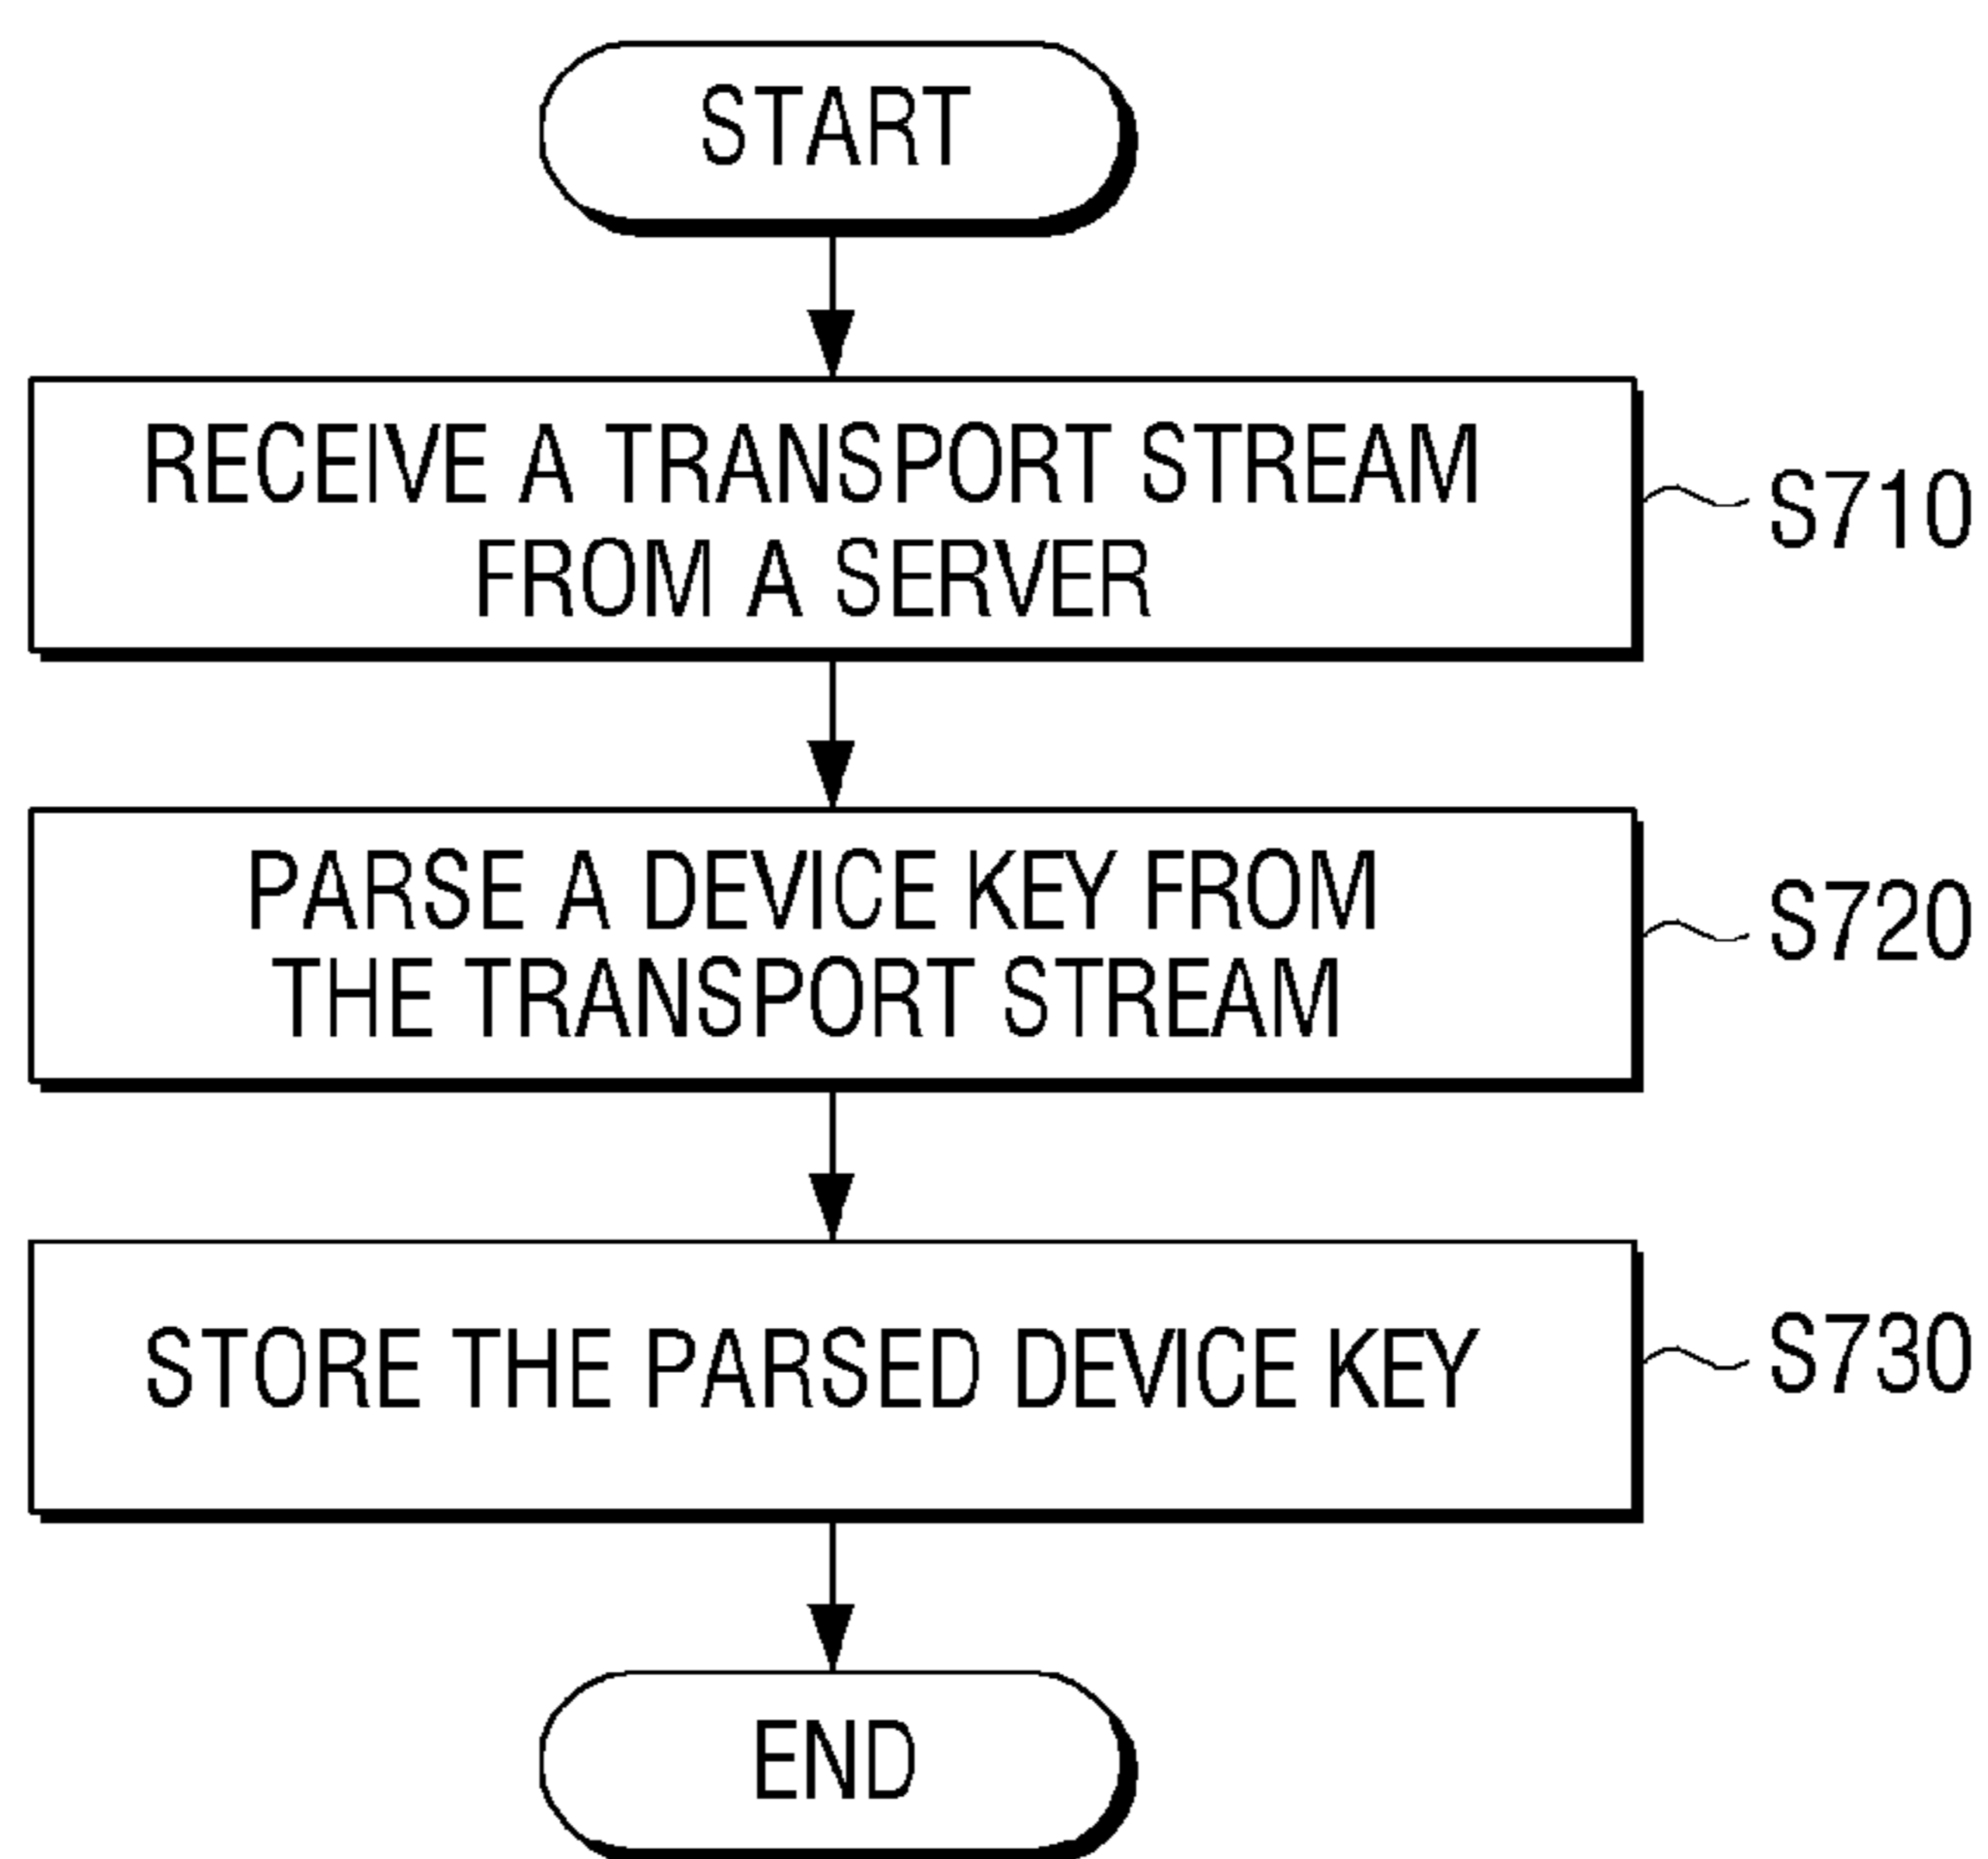 START
RECEIVE A TRANSPORT STREAM
FROM A SERVER
S710
PARSE A DEVICE KEY FROM
THE TRANSPORT STREAM
S720
STORE THE PARSED DEVICE KEY
S730
END